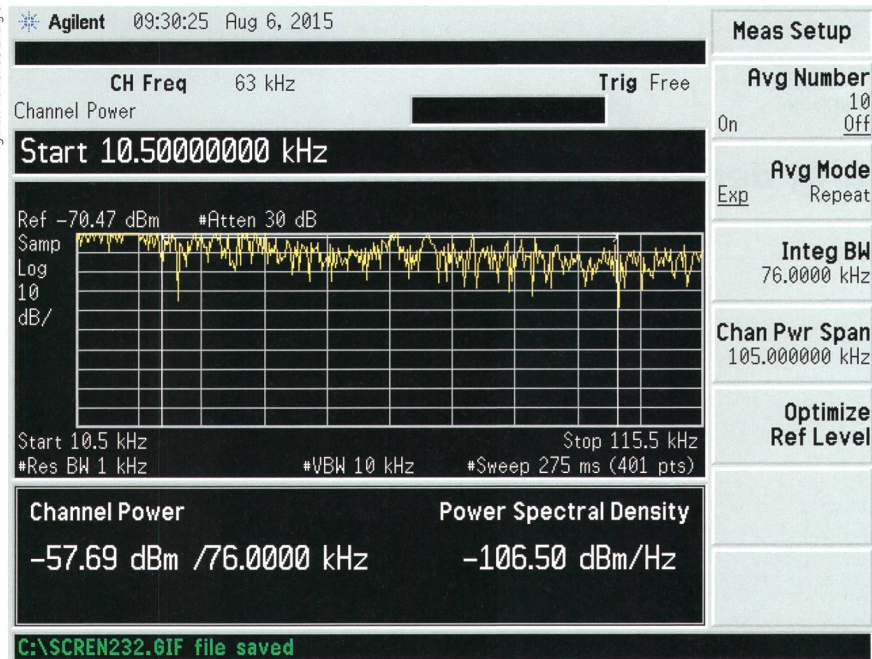 Agilent 09:30:25 Aug 6, 2015
CH Freq 63 kHz Trig Free
Channel Power
Start 10.50000000 kHz
Ref -70.47 dBm #Atten 30 dB
Samp
Log
10
dB/
Start 10.5 kHz Stop 115.5 kHz
#Res BW 1 kHz #VBW 10 kHz #Sweep 275 ms (401 pts)
Channel Power Power Spectral Density
-57.69 dBm /76.0000 kHz -106.50 dBm/Hz
C:\SCREN232.GIF file saved
Meas Setup
Avg Number
10
On Off
Avg Mode
Exp Repeat
Integ BW
76.0000 kHz
Chan Pwr Span
105.000000 kHz
Optimize
Ref Level